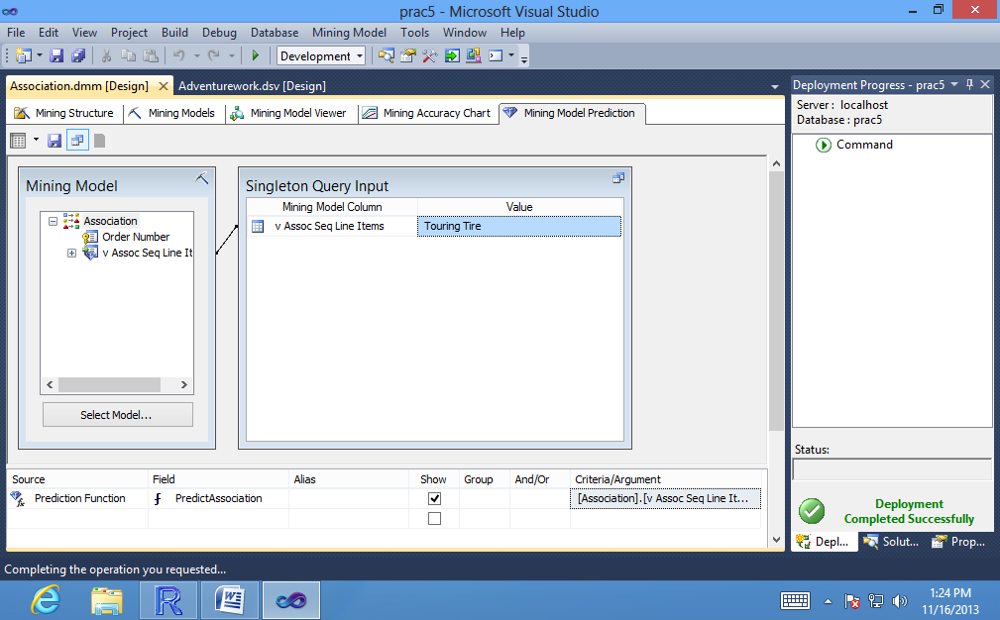 prac5 - Microsoft Visual Studio
File Edit View Project Build Debug Database Mining Model Tools Window Help
Development
Association.dmm [Design] Adventurework.dsv [Design]
Mining Structure Mining Models Mining Model Viewer Mining Accuracy Chart Mining Model Prediction
Mining Model
Association
Order Number
v Assoc Seq Line It
Select Model...
Singleton Query Input
Mining Model Column Value
v Assoc Seq Line Items Touring Tire
Source Field Alias Show Group And/Or Criteria/Argument
Prediction Function PredictAssociation [Association].[v Assoc Seq Line It...
Deployment Progress - prac5
Server : localhost
Database : prac5
Command
Status:
Deployment
Completed Successfully
Depl... Solut... Prop...
Completing the operation you requested...
1:24 PM
11/16/2013